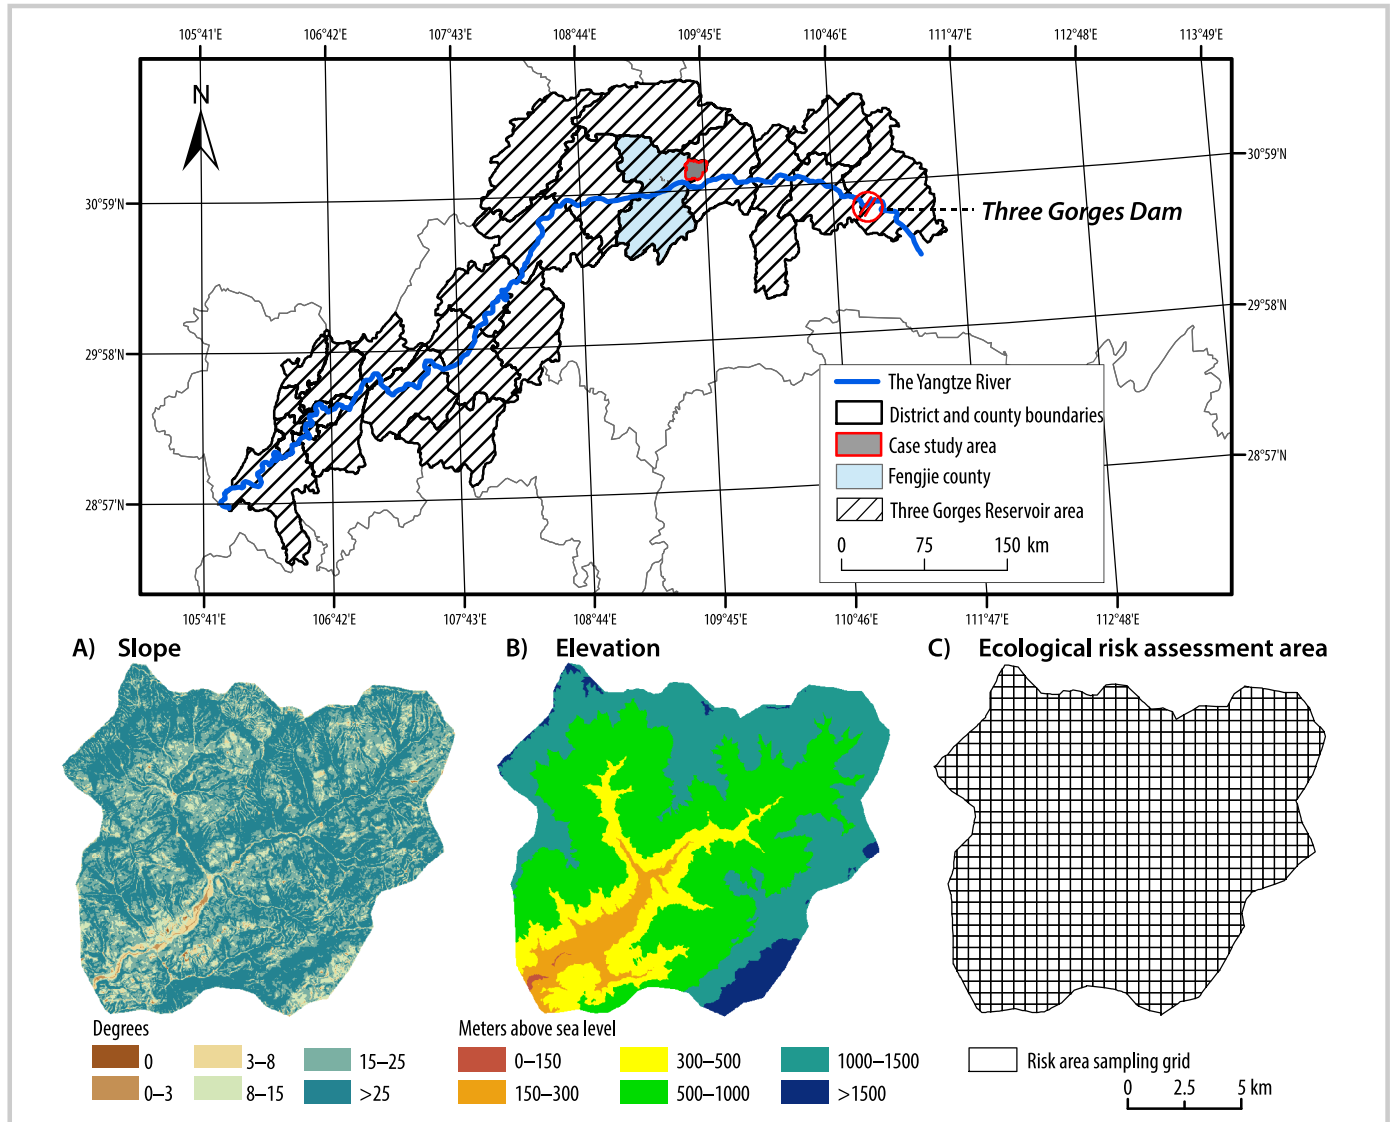 105°41'E 106°42'E 107°43'E 108°44'E 109°45'E 110°46'E 111°47'E 112°48'E 113°49'E
N
30°59'N
30°59'N
Three Gorges Dam
29°58'N
29°58'N
28°57'N
28°57'N
The Yangtze River
District and county boundaries
Case study area
Fengjie county
Three Gorges Reservoir area
0 75 150 km
105°41'E 106°42'E 107°43'E 108°44'E 109°45'E 110°46'E 111°47'E 112°48'E
A) Slope
B) Elevation
C) Ecological risk assessment area
Degrees
0 3–8 15–25
0–3 8–15 >25
Meters above sea level
0–150 300–500 1000–1500
150–300 500–1000 >1500
Risk area sampling grid
0 2.5 5 km